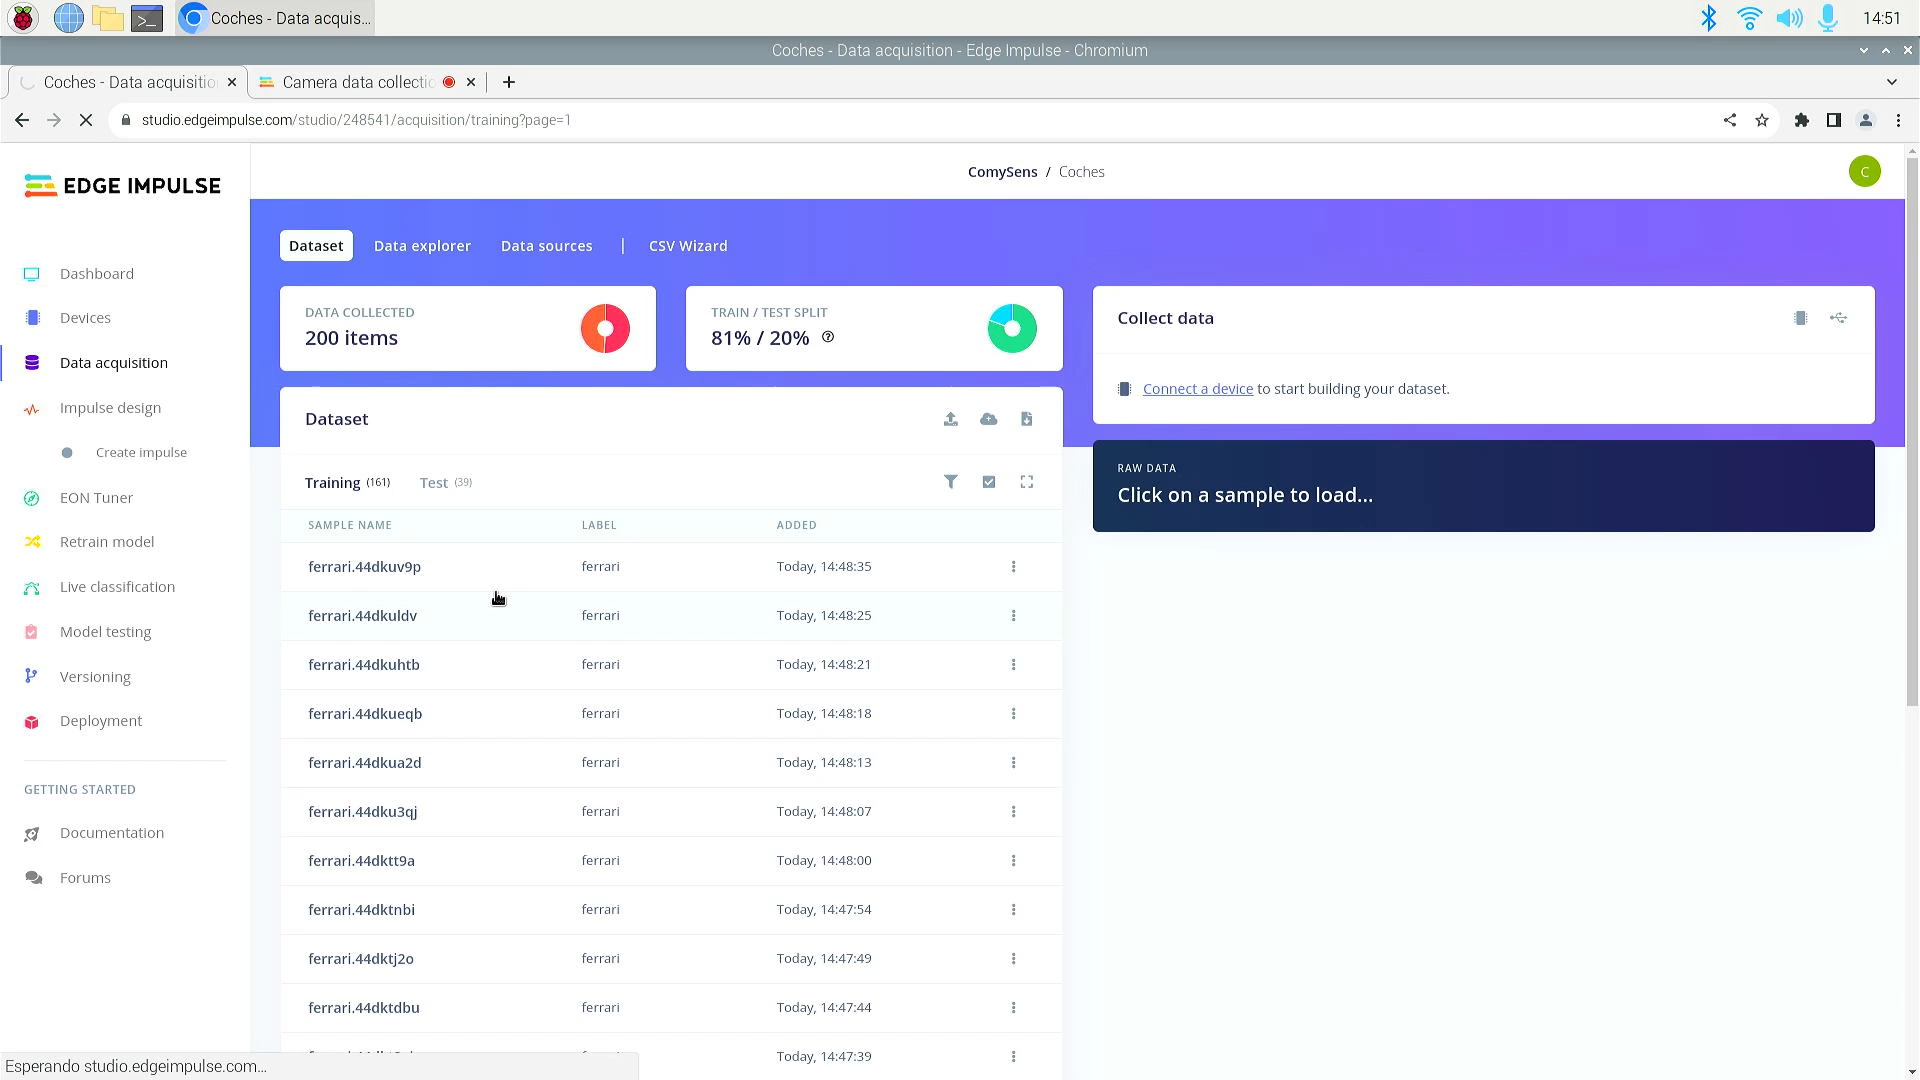 Coches - Data acquis...
14:51
Coches - Data acquisition - Edge Impulse - Chromium
Coches - Data acquisitio
Camera data collectio
studio.edgeimpulse.com/studio/248541/acquisition/training?page=1
EDGE IMPULSE
ComySens / Coches
C
Dataset Data explorer Data sources | CSV Wizard
Dashboard
Devices
Data acquisition
Impulse design
Create impulse
EON Tuner
Retrain model
Live classification
Model testing
Versioning
Deployment
GETTING STARTED
Documentation
Forums
DATA COLLECTED
200 items
TRAIN / TEST SPLIT
81% / 20%
Collect data
Connect a device to start building your dataset.
RAW DATA
Click on a sample to load...
Dataset
Training (161) Test (39)
SAMPLE NAME LABEL ADDED
ferrari.44dkuv9p ferrari Today, 14:48:35
ferrari.44dkuldv ferrari Today, 14:48:25
ferrari.44dkuhtb ferrari Today, 14:48:21
ferrari.44dkueqb ferrari Today, 14:48:18
ferrari.44dkua2d ferrari Today, 14:48:13
ferrari.44dku3qj ferrari Today, 14:48:07
ferrari.44dktt9a ferrari Today, 14:48:00
ferrari.44dktnbi ferrari Today, 14:47:54
ferrari.44dktj2o ferrari Today, 14:47:49
ferrari.44dktdbu ferrari Today, 14:47:44
Today, 14:47:39
Esperando studio.edgeimpulse.com...